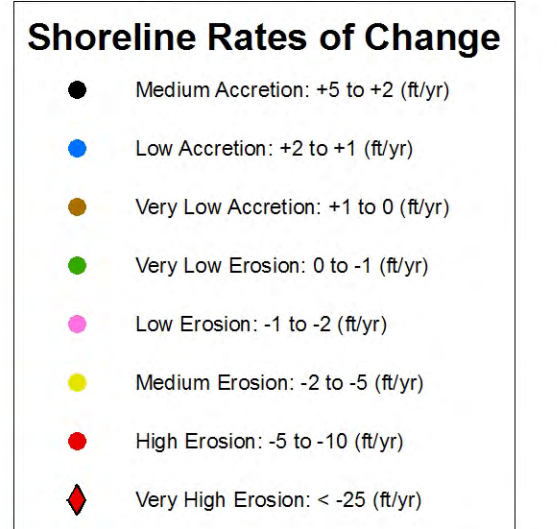 Shoreline Rates of Change
Medium Accretion: +5 to +2 (ft/yr)
Low Accretion: +2 to +1 (ft/yr)
Very Low Accretion: +1 to 0 (ft/yr)
Very Low Erosion: 0 to -1 (ft/yr)
Low Erosion: -1 to -2 (ft/yr)
Medium Erosion: -2 to -5 (ft/yr)
High Erosion: -5 to -10 (ft/yr)
Very High Erosion: < -25 (ft/yr)